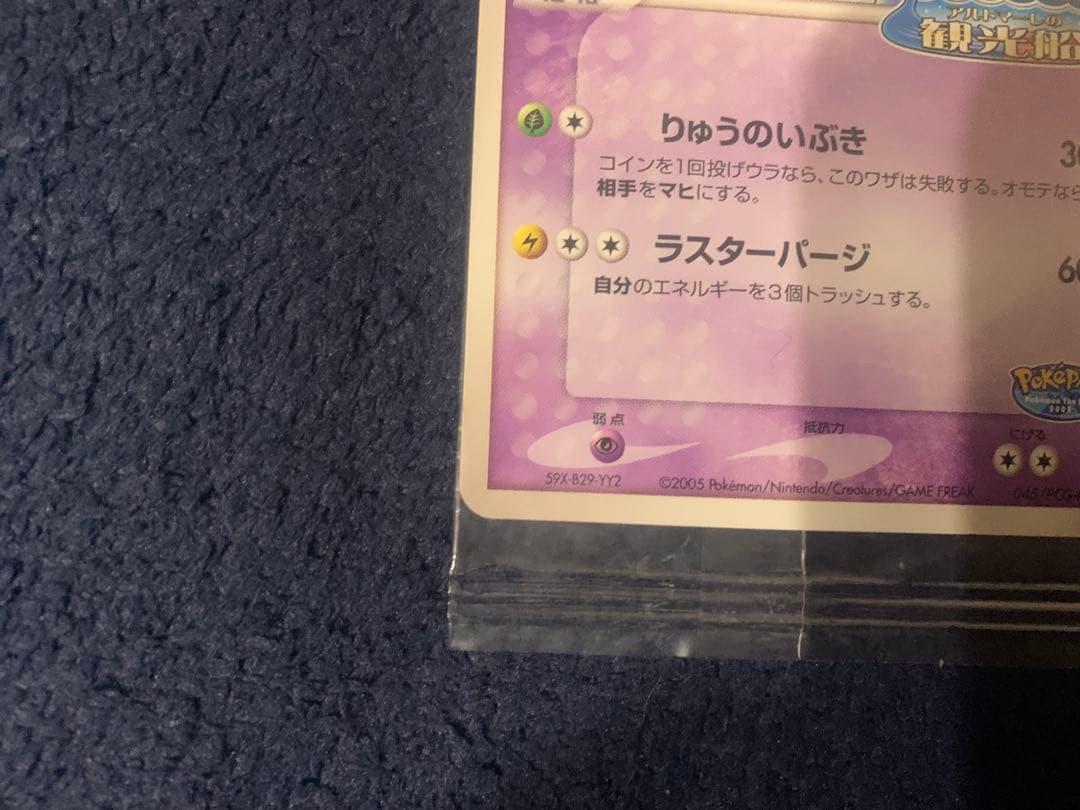 アルトマーレの
観光船
りゅうのいぶき
コインを1回投げウラなら、このワザは失敗する。オモテなら
相手をマヒにする。
ラスターパージ
60
自分のエネルギーを3個トラッシュする。
弱点
抵抗力
にげる
59X-B29-YY2
©2005 Pokémon/Nintendo/Creatures/GAME FREAK